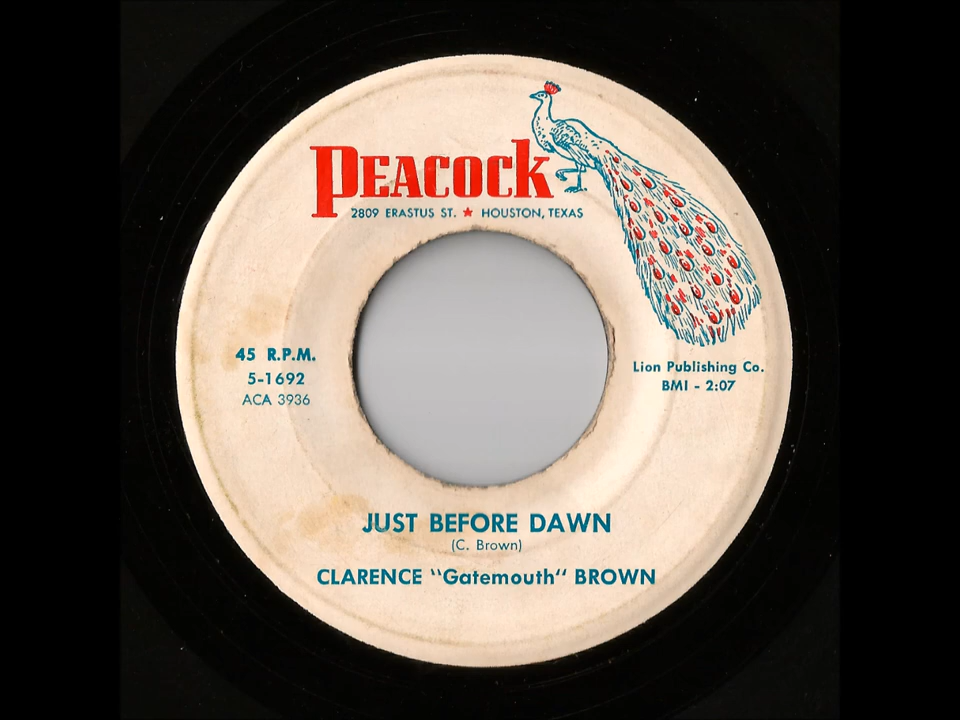 PEACOCK
2809 ERASTUS ST. ★ HOUSTON, TEXAS
45 R.P.M.
5-1692
ACA 3936
Lion Publishing Co.
BMI - 2:07
JUST BEFORE DAWN
(C. Brown)
CLARENCE "Gatemouth" BROWN